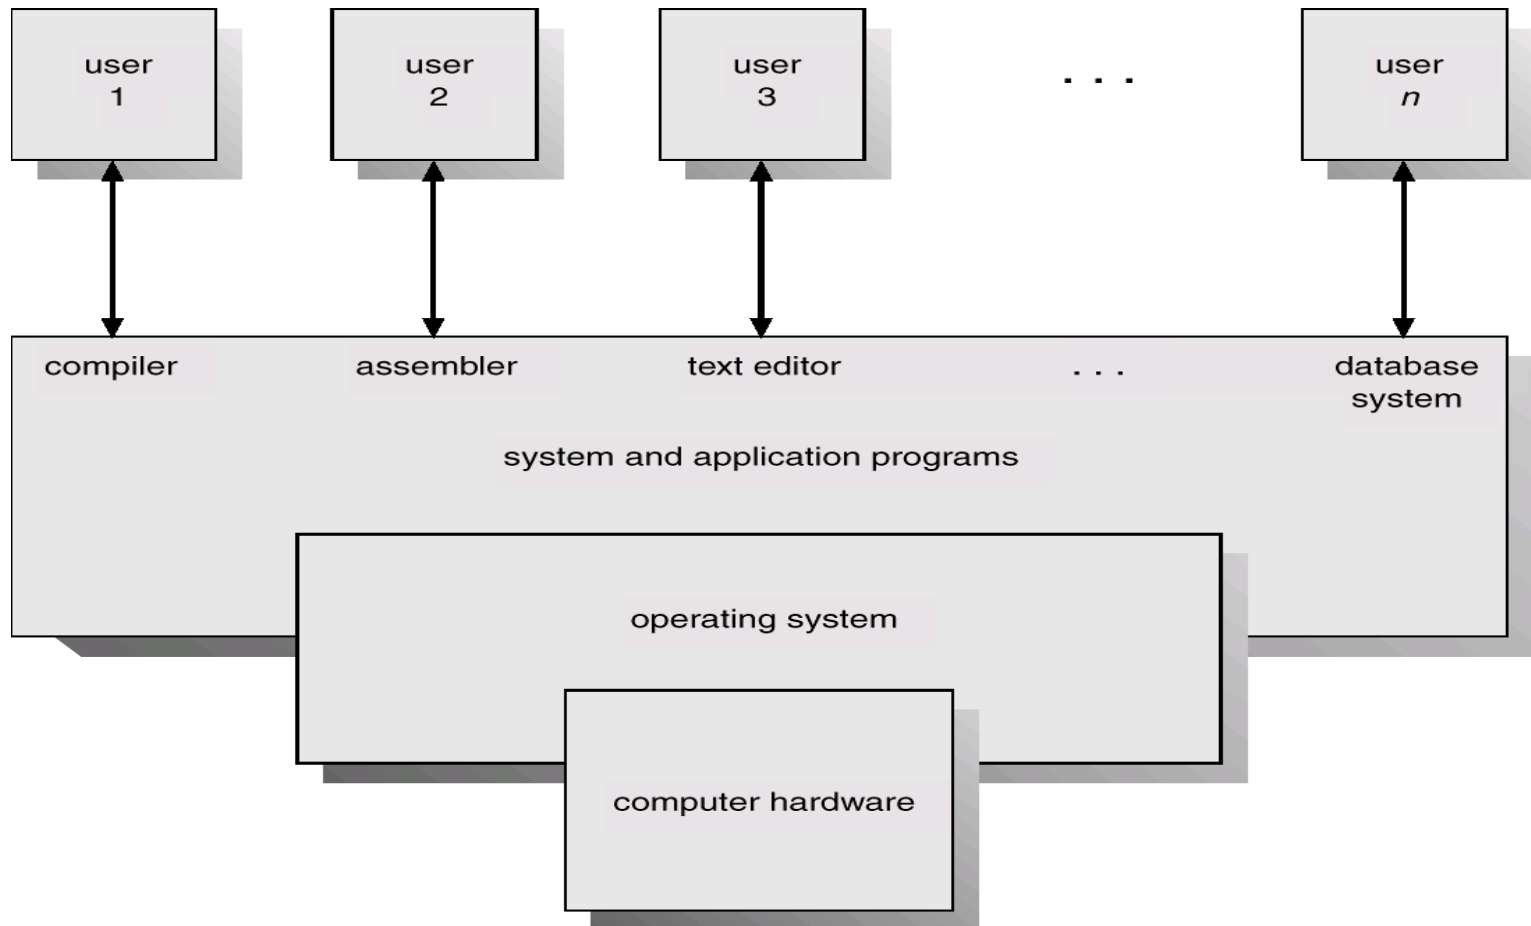 user
1
user
2
user
3
. . .
user
n
compiler
assembler
text editor
. . .
database
system
system and application programs
operating system
computer hardware